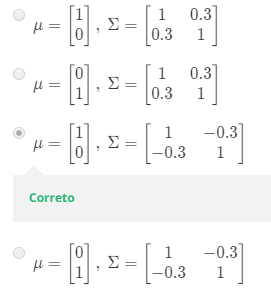 μ = [1 0], Σ = [1 0.3 0.3 1]
μ = [0 1], Σ = [1 0.3 0.3 1]
μ = [1 0], Σ = [1 −0.3 −0.3 1]
Correto
μ = [0 1], Σ = [1 −0.3 −0.3 1]